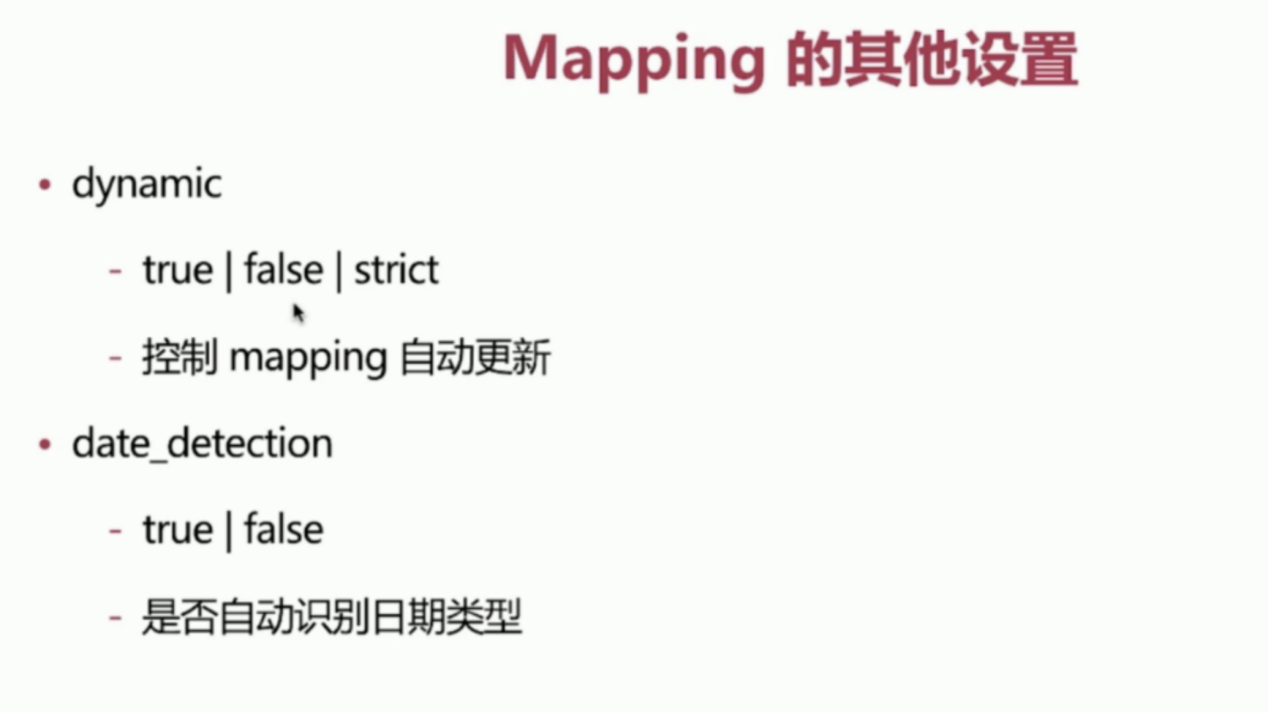 Mapping 的其他设置
• dynamic
- true | false | strict
- 控制 mapping 自动更新
• date_detection
- true | false
- 是否自动识别日期类型